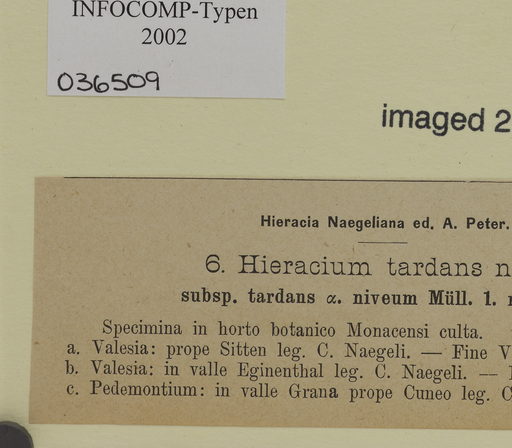 INFOCOMP-Typen
2002
036509
imaged 2
Hieracia Naegeliana ed. A. Peter.
6. Hieracium tardans n
subsp. tardans α. niveum Müll. 1.
Specimina in horto botanico Monacensi culta.
a. Valesia: prope Sitten leg. C. Naegeli. — Fine V
b. Valesia: in valle Eginenthal leg. C. Naegeli. —
c. Pedemontium: in valle Grana prope Cuneo leg. C